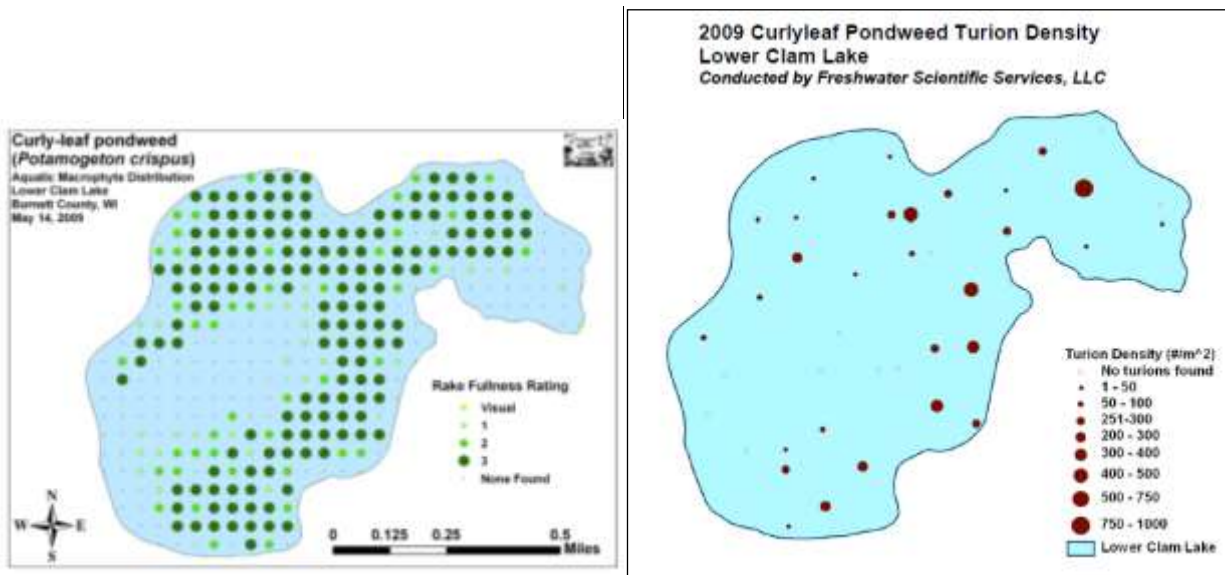 Curly-leaf pondweed
(Potamogeton crispus)
Aquatic Macrophyte Distribution
Lower Clam Lake
Burnett County, WI
May 14, 2009
Rake Fullness Rating
Visual
1
2
3
None Found
N
W E
S
0 0.125 0.25 0.5
Miles
2009 Curlyleaf Pondweed Turion Density
Lower Clam Lake
Conducted by Freshwater Scientific Services, LLC
Turion Density (#/m^2)
No turions found
1 - 50
50 - 100
251-300
200 - 300
300 - 400
400 - 500
500 - 750
750 - 1000
Lower Clam Lake